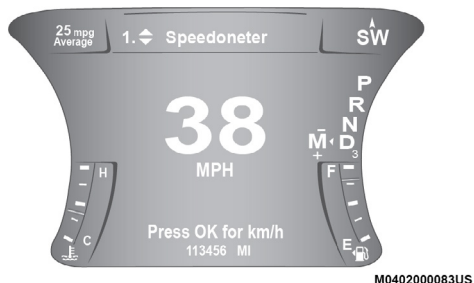 25 mpg
Average
1. Speedoneter
SW
P
R
N
M D
- + 3
38
MPH
H
F
C
E
Press OK for km/h
113456 MI
M0402000083US